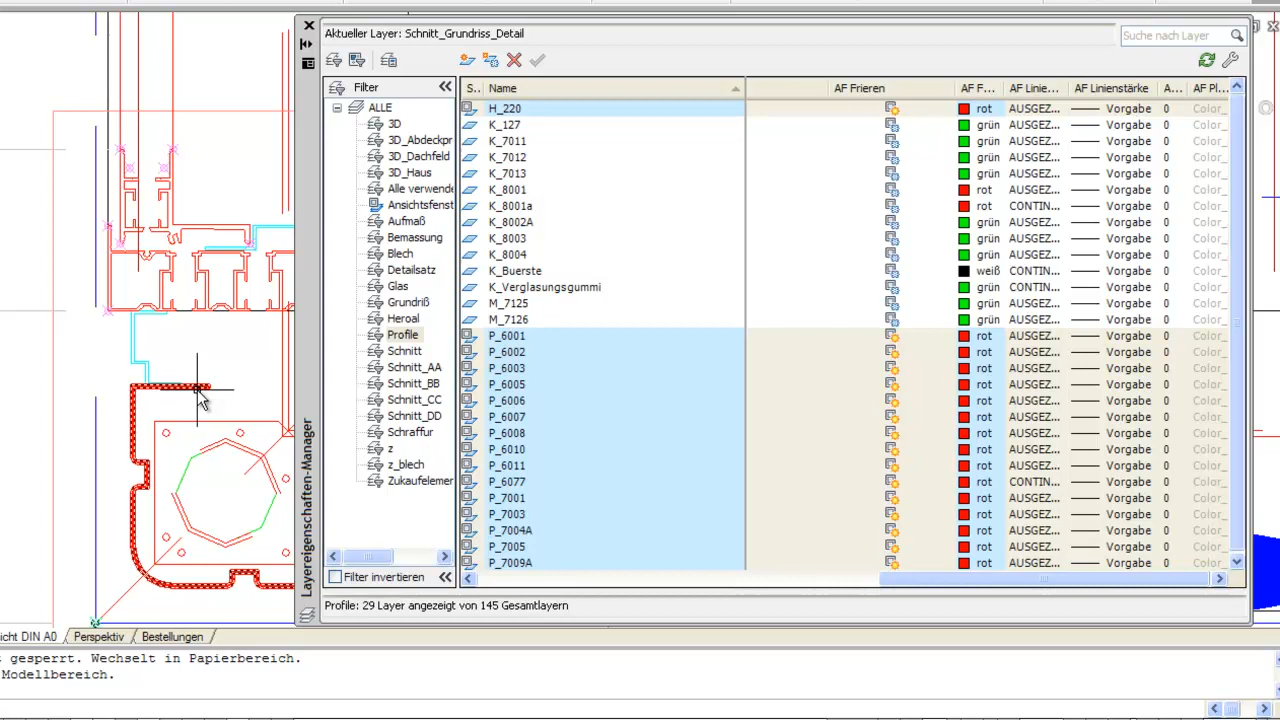 Aktueller Layer: Schnitt_Grundriss_Detail
Suche nach Layer
Filter
ALLE
3D
3D_Abdeckpr
3D_Dachfeld
3D_Haus
Alle verwende
Ansichtsfenst
Aufmaß
Bemassung
Blech
Detailsatz
Glas
Grundriß
Heroal
Profile
Schnitt
Schnitt_AA
Schnitt_BB
Schnitt_CC
Schnitt_DD
Schraffur
z
z_blech
Zukaufelemer
Filter invertieren
S.. Name AF Frieren AF F... AF Linie... AF Linienstärke A... AF Pl...
H_220 rot AUSGEZ... Vorgabe 0 Color_
K_127 grün AUSGEZ... Vorgabe 0 Color_
K_7011 grün AUSGEZ... Vorgabe 0 Color_
K_7012 grün AUSGEZ... Vorgabe 0 Color_
K_7013 grün AUSGEZ... Vorgabe 0 Color_
K_8001 rot AUSGEZ... Vorgabe 0 Color_
K_8001a rot CONTIN... Vorgabe 0 Color_
K_8002A grün AUSGEZ... Vorgabe 0 Color_
K_8003 grün AUSGEZ... Vorgabe 0 Color_
K_8004 grün AUSGEZ... Vorgabe 0 Color_
K_Buerste weiß CONTIN... Vorgabe 0 Color_
K_Verglasungsgummi grün CONTIN... Vorgabe 0 Color_
M_7125 grün AUSGEZ... Vorgabe 0 Color_
M_7126 grün AUSGEZ... Vorgabe 0 Color_
P_6001 rot AUSGEZ... Vorgabe 0 Color_
P_6002 rot AUSGEZ... Vorgabe 0 Color_
P_6003 rot AUSGEZ... Vorgabe 0 Color_
P_6005 rot AUSGEZ... Vorgabe 0 Color_
P_6006 rot AUSGEZ... Vorgabe 0 Color_
P_6007 rot AUSGEZ... Vorgabe 0 Color_
P_6008 rot AUSGEZ... Vorgabe 0 Color_
P_6010 rot AUSGEZ... Vorgabe 0 Color_
P_6011 rot AUSGEZ... Vorgabe 0 Color_
P_6077 rot CONTIN... Vorgabe 0 Color_
P_7001 rot AUSGEZ... Vorgabe 0 Color_
P_7003 rot AUSGEZ... Vorgabe 0 Color_
P_7004A rot AUSGEZ... Vorgabe 0 Color_
P_7005 rot AUSGEZ... Vorgabe 0 Color_
P_7009A rot AUSGEZ... Vorgabe 0 Color_
Layereigenschaften-Manager
Profile: 29 Layer angezeigt von 145 Gesamtlayern
icht DIN A0 Perspektiv Bestellungen
gesperrt. Wechselt in Papierbereich.
Modellbereich.